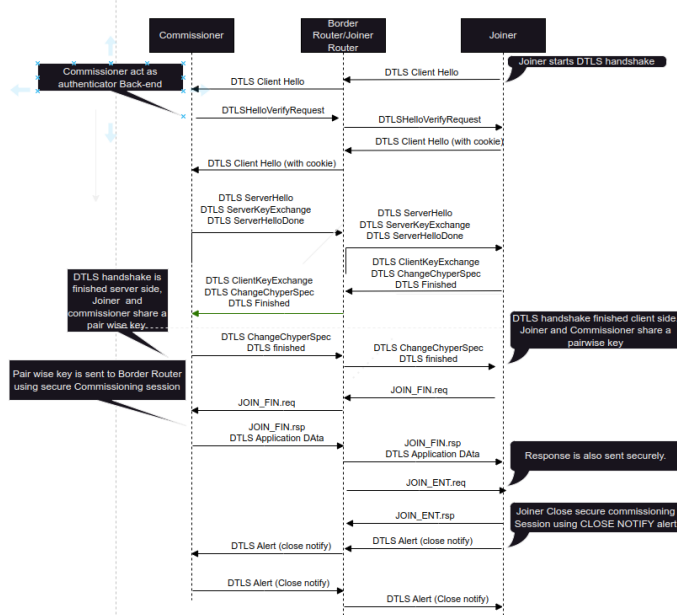 Commissioner
Border
Router/Joiner
Router
Joiner
Joiner starts DTLS handshake
Commissioner act as
authenticator Back-end
DTLS Client Hello
DTLS Client Hello
DTLSHelloVerifyRequest
DTLSHelloVerifyRequest
DTLS Client Hello (with cookie)
DTLS Client Hello (with cookie)
DTLS ServerHello
DTLS ServerKeyExchange
DTLS ServerHelloDone
DTLS ServerHello
DTLS ServerKeyExchange
DTLS ServerHelloDone
DTLS ClientKeyExchange
DTLS ChangeChyperSpec
DTLS Finished
DTLS ClientKeyExchange
DTLS ChangeChyperSpec
DTLS Finished
DTLS handshake is
finished server side,
Joiner and
commissioner share a
pair wise key
DTLS handshake finished client side
Joiner and Commissioner share a
pairwise key
DTLS ChangeChyperSpec
DTLS finished
DTLS ChangeChyperSpec
DTLS finished
Pair wise key is sent to Border Router
using secure Commissioning session
JOIN_FIN.req
JOIN_FIN.req
JOIN_FIN.rsp
DTLS Application DAta
JOIN_FIN.rsp
DTLS Application DAta
Response is also sent securely.
JOIN_ENT.req
Joiner Close secure commissioning
Session using CLOSE NOTIFY alert
JOIN_ENT.rsp
DTLS Alert (close notify)
DTLS Alert (close notify)
DTLS Alert (Close notify)
DTLS Alert (Close notify)